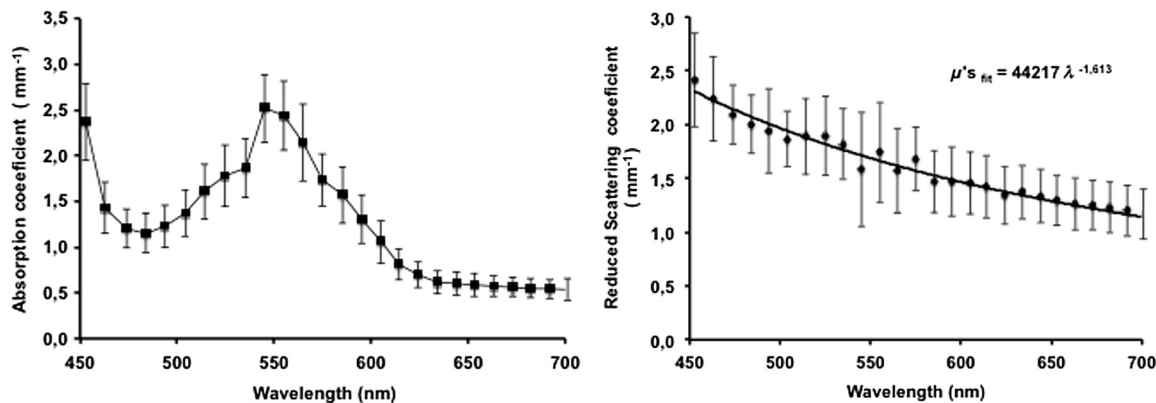 Absorption coeeficient ( mm-1)
3,5
3,0
2,5
2,0
1,5
1,0
0,5
0,0
450 500 550 600 650 700
Wavelength (nm)
Reduced Scattering coeeficient
( mm-1)
3,0
2,5
2,0
1,5
1,0
0,5
0,0
μ's fit = 44217 λ -1,613
450 500 550 600 650 700
Wavelength (nm)